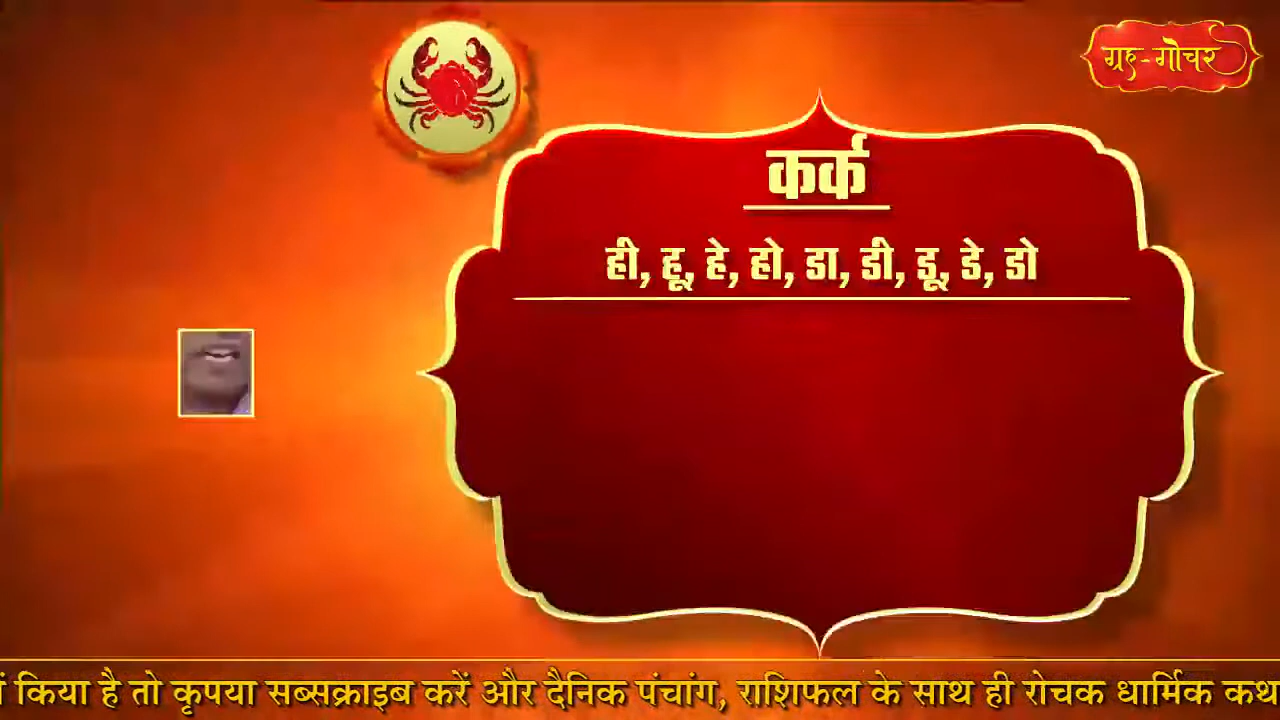 ग्रह-गोचर
कर्क
ही, हू, हे, हो, डा, डी, डू, डे, डो
किया है तो कृपया सब्सक्राइब करें और दैनिक पंचांग, राशिफल के साथ ही रोचक धार्मिक